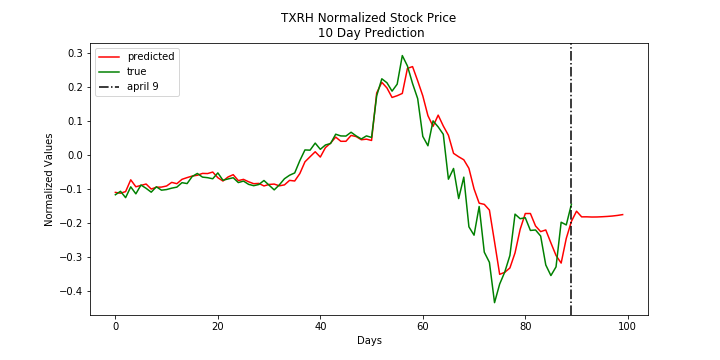 TXRH Normalized Stock Price
10 Day Prediction
predicted
true
april 9
Normalized Values
0.3
0.2
0.1
0.0
−0.1
−0.2
−0.3
−0.4
0 20 40 60 80 100
Days